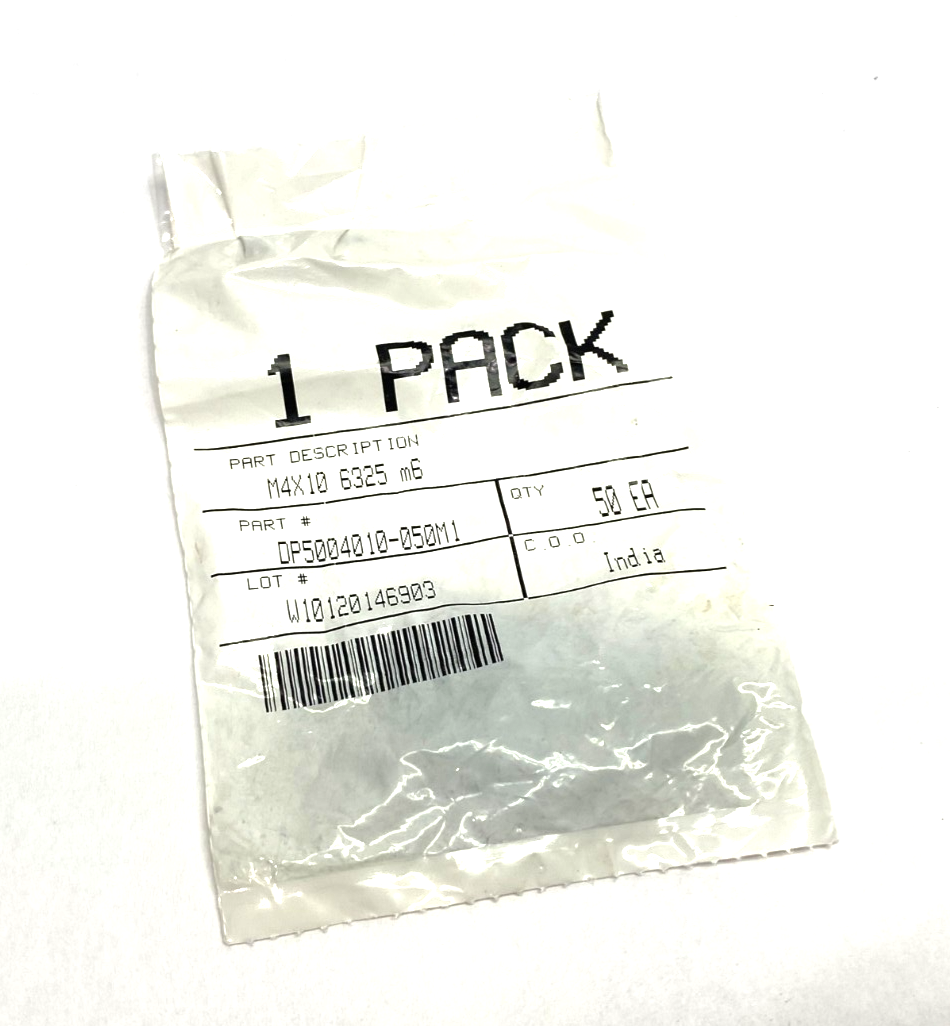 1 PACK
PART DESCRIPTION
M4X10 6325 m6
PART #
DP5004010-050M1
QTY
50 EA
LOT #
W10120146903
C.O.O.
India